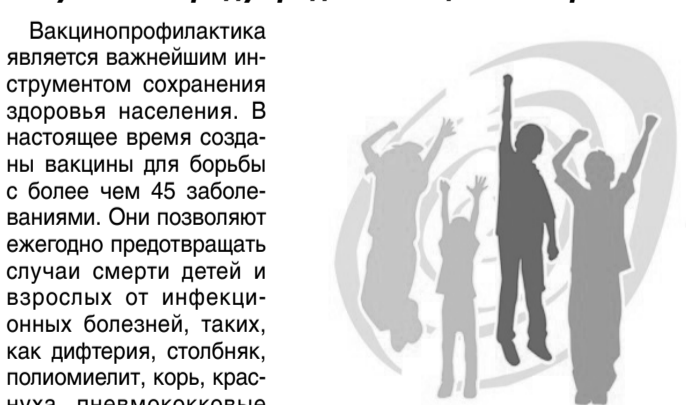 Вакцинопрофилактика
является важнейшим ин-
струментом сохранения
здоровья населения. В
настоящее время созда-
ны вакцины для борьбы
с более чем 45 заболе-
ваниями. Они позволяют
ежегодно предотвращать
случаи смерти детей и
взрослых от инфекци-
онных болезней, таких,
как дифтерия, столбняк,
полиомиелит, корь, крас-
нуха, пневмококковые